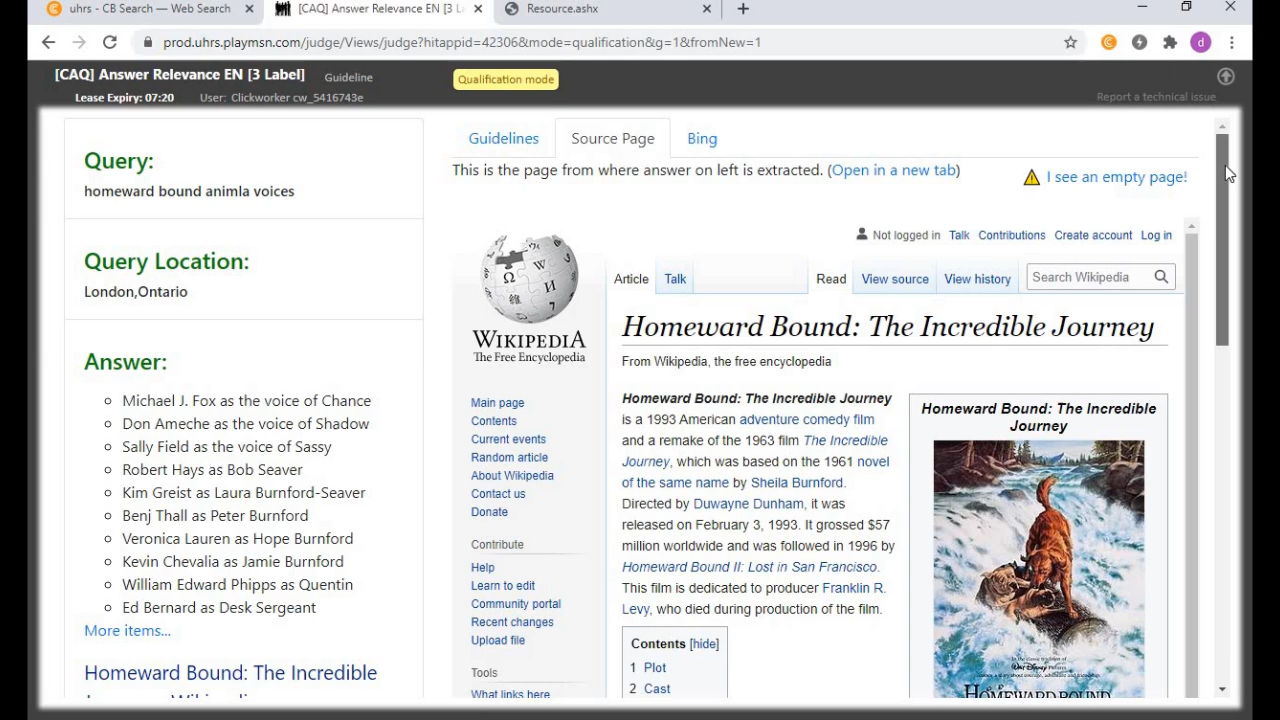 uhrs - CB Search — Web Search
[CAQ] Answer Relevance EN [3 L
Resource.ashx
prod.uhrs.playmsn.com/judge/Views/judge?hitappid=42306&mode=qualification&g=1&fromNew=1
d
[CAQ] Answer Relevance EN [3 Label] Guideline
Qualification mode
Lease Expiry: 07:20 User: Clickworker cw_5416743e
Report a technical issue
Query:
homeward bound animla voices
Query Location:
London,Ontario
Answer:
Michael J. Fox as the voice of Chance
Don Ameche as the voice of Shadow
Sally Field as the voice of Sassy
Robert Hays as Bob Seaver
Kim Greist as Laura Burnford-Seaver
Benj Thall as Peter Burnford
Veronica Lauren as Hope Burnford
Kevin Chevalia as Jamie Burnford
William Edward Phipps as Quentin
Ed Bernard as Desk Sergeant
More items...
Homeward Bound: The Incredible
Guidelines Source Page Bing
This is the page from where answer on left is extracted. (Open in a new tab)
I see an empty page!
Not logged in Talk Contributions Create account Log in
Article Talk Read View source View history Search Wikipedia
WIKIPEDIA
The Free Encyclopedia
Main page
Contents
Current events
Random article
About Wikipedia
Contact us
Donate
Contribute
Help
Learn to edit
Community portal
Recent changes
Upload file
Tools
What links here
Homeward Bound: The Incredible Journey
From Wikipedia, the free encyclopedia
Homeward Bound: The Incredible Journey
is a 1993 American adventure comedy film
and a remake of the 1963 film The Incredible
Journey, which was based on the 1961 novel
of the same name by Sheila Burnford.
Directed by Duwayne Dunham, it was
released on February 3, 1993. It grossed $57
million worldwide and was followed in 1996 by
Homeward Bound II: Lost in San Francisco.
This film is dedicated to producer Franklin R.
Levy, who died during production of the film.
Contents [hide]
1 Plot
2 Cast
Homeward Bound: The Incredible
Journey
HOMEWARD BOUND